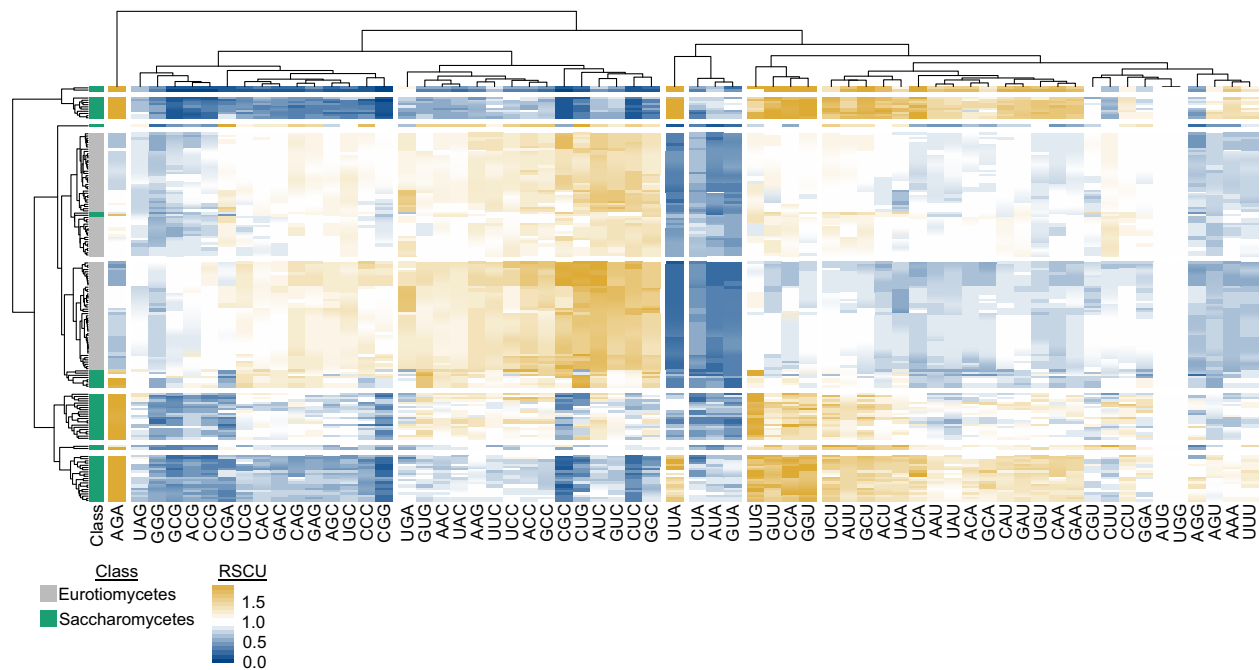 Class AGA UAG GGG GCG ACG CCG CGA UCG CAC GAC CAG GAG AGC UGC CCC CGG UGA GUG AAC UAC AAG UUC UCC ACC GCC CGC CUG AUC GUC CUC GGC UUA CUA AUA GUA UUG GUU CCA GGU UCU AUU GCU ACU UAA UCA AAU UAU ACA GCA CAU GAU UGU CAA GAA CGU CUU CCU GGA AUG UGG AGG AGU AAA UUU
Class
Eurotiomycetes
Saccharomycetes
RSCU
1.5
1.0
0.5
0.0